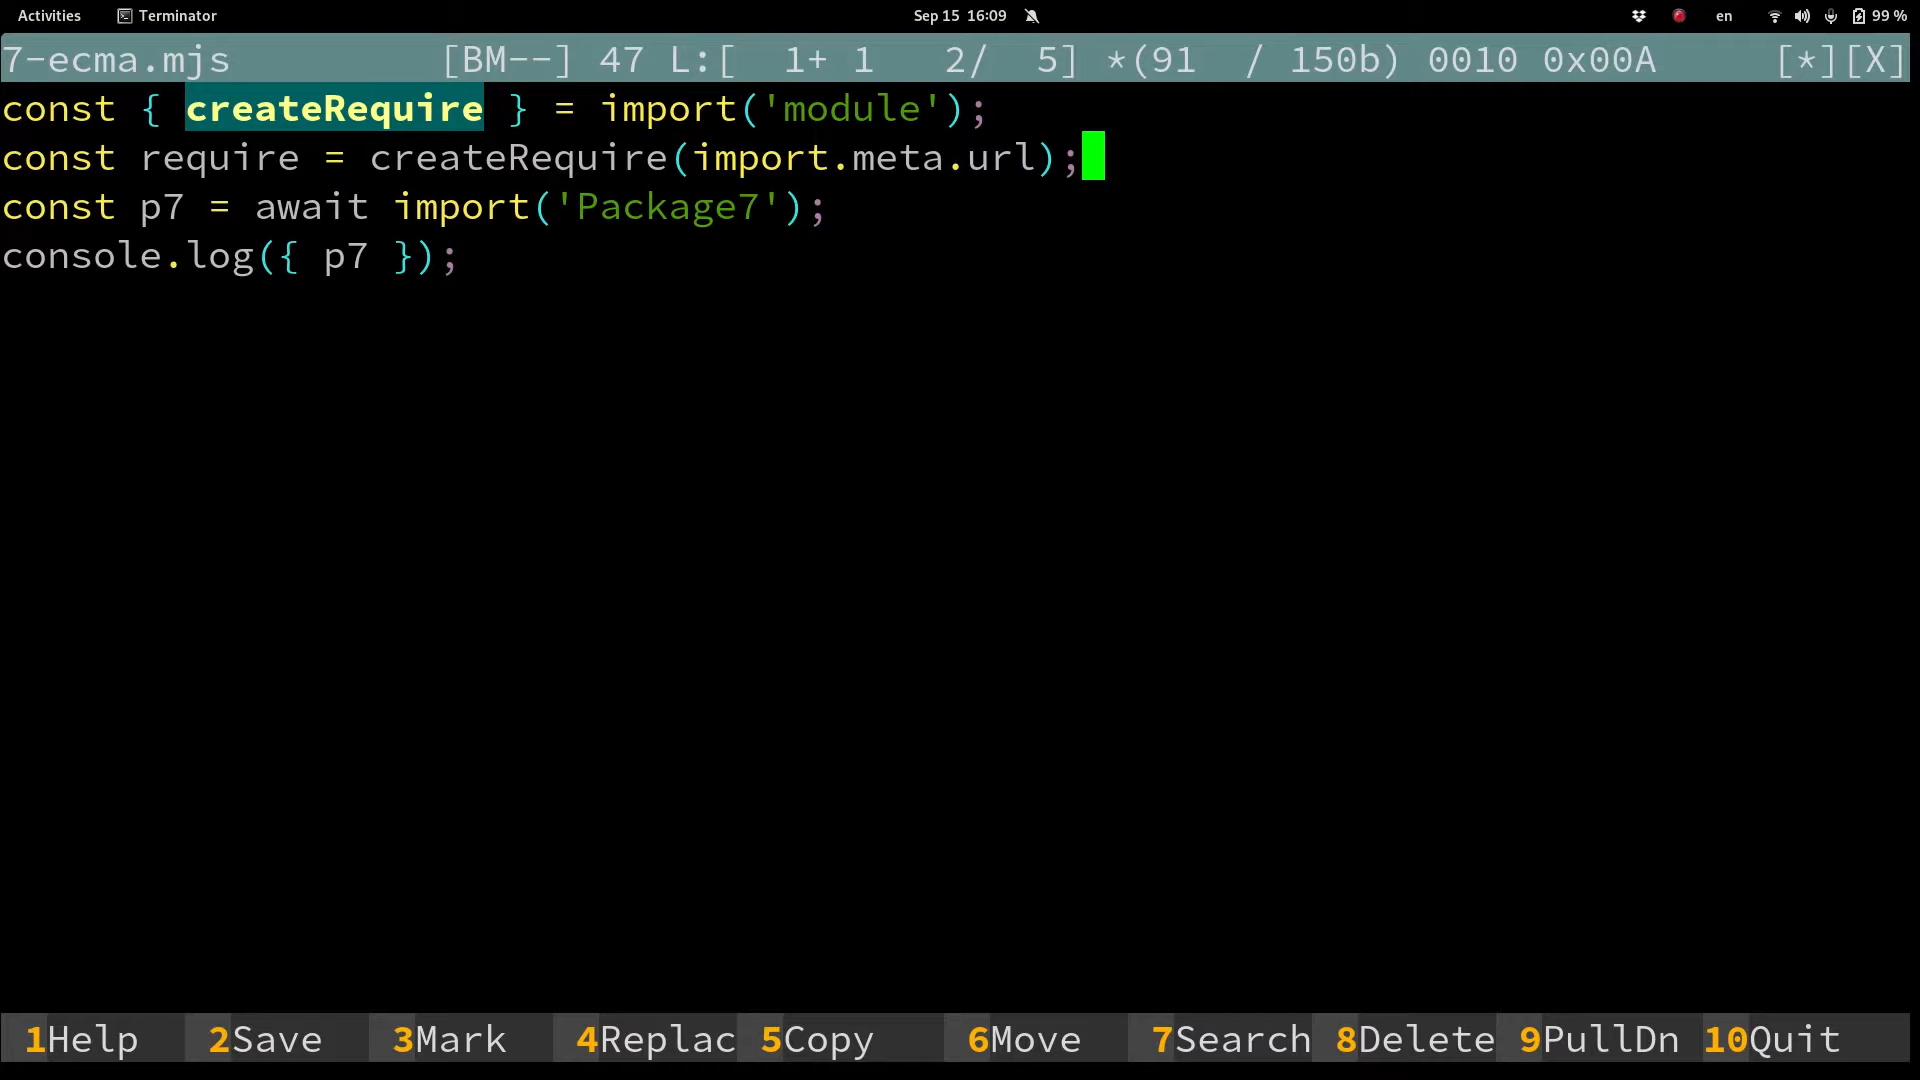 Activities Terminator Sep 15 16:09 en 99 %
7-ecma.mjs [BM--] 47 L:[ 1+ 1 2/ 5] *(91 / 150b) 0010 0x00A [*][X]
const { createRequire } = import('module');
const require = createRequire(import.meta.url);
const p7 = await import('Package7');
console.log({ p7 });
1Help 2Save 3Mark 4Replac 5Copy 6Move 7Search 8Delete 9PullDn 10Quit